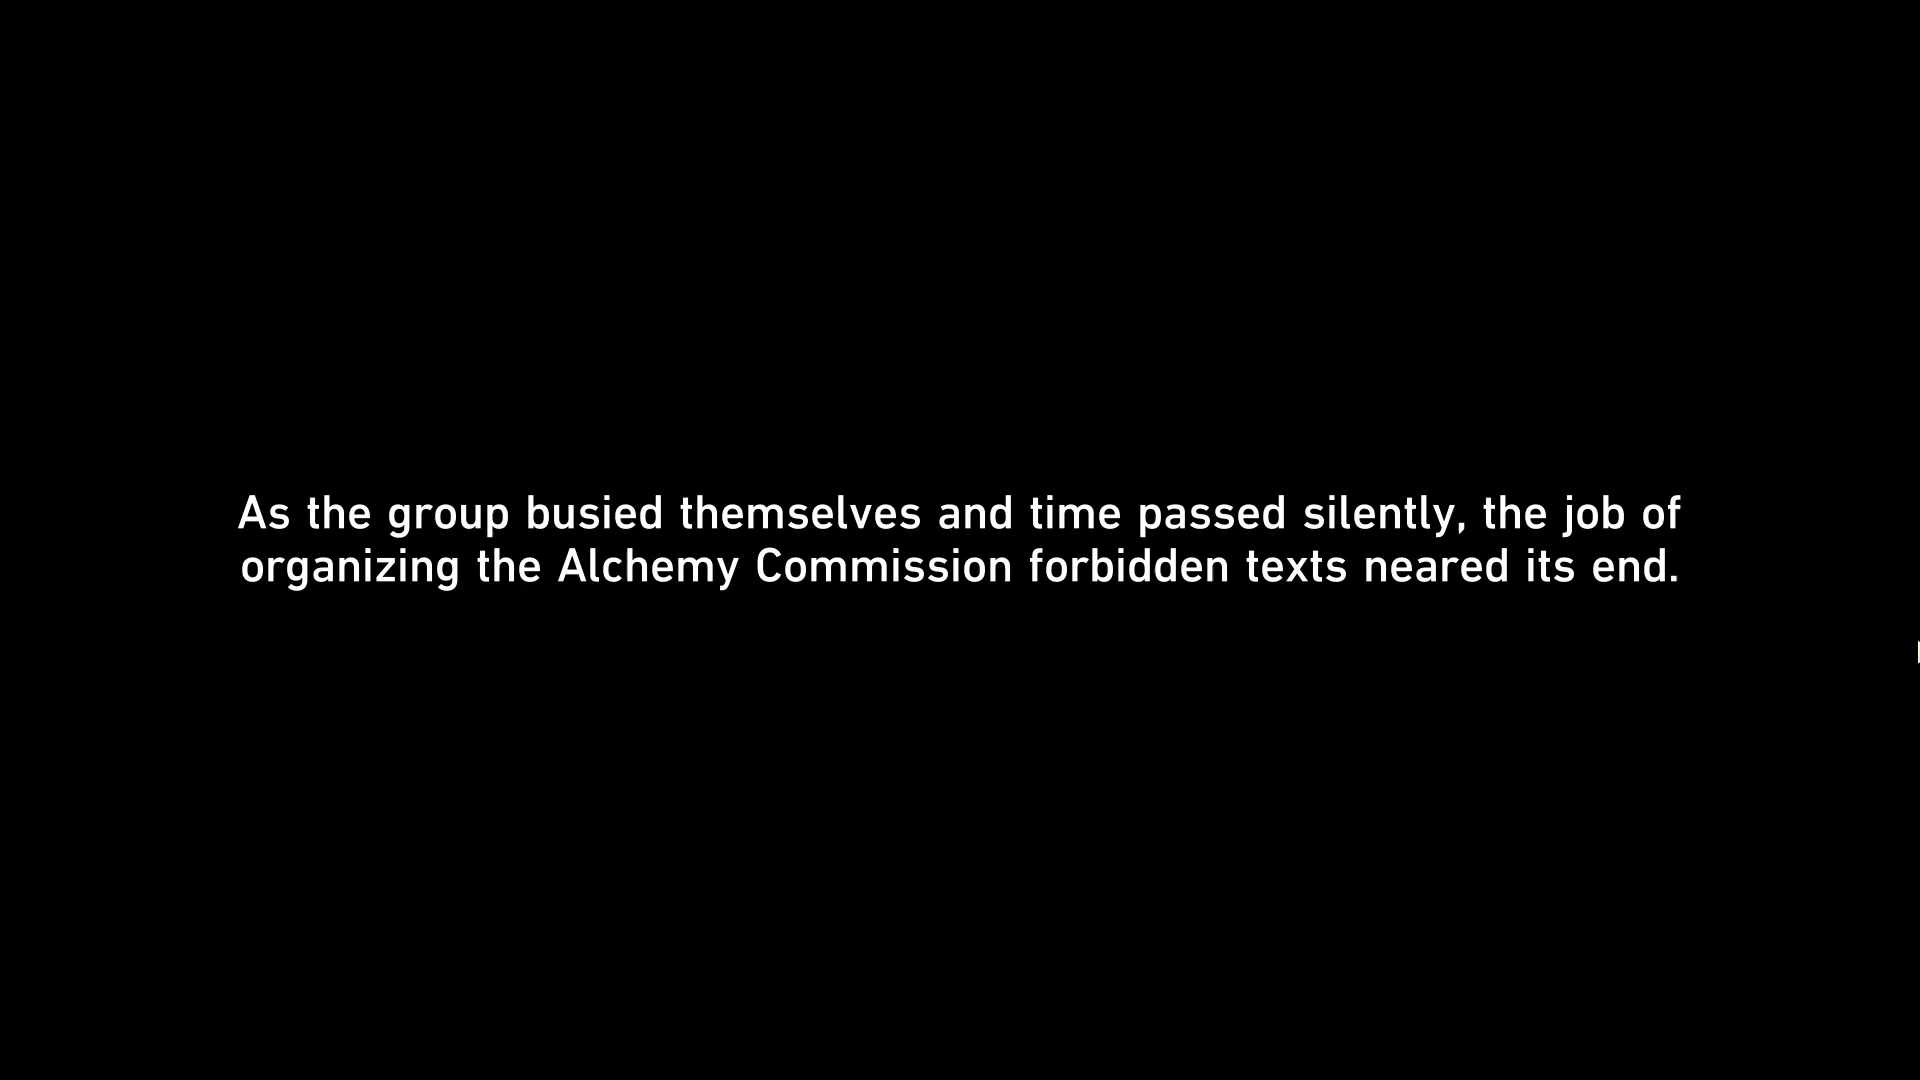 As the group busied themselves and time passed silently, the job of
organizing the Alchemy Commission forbidden texts neared its end.